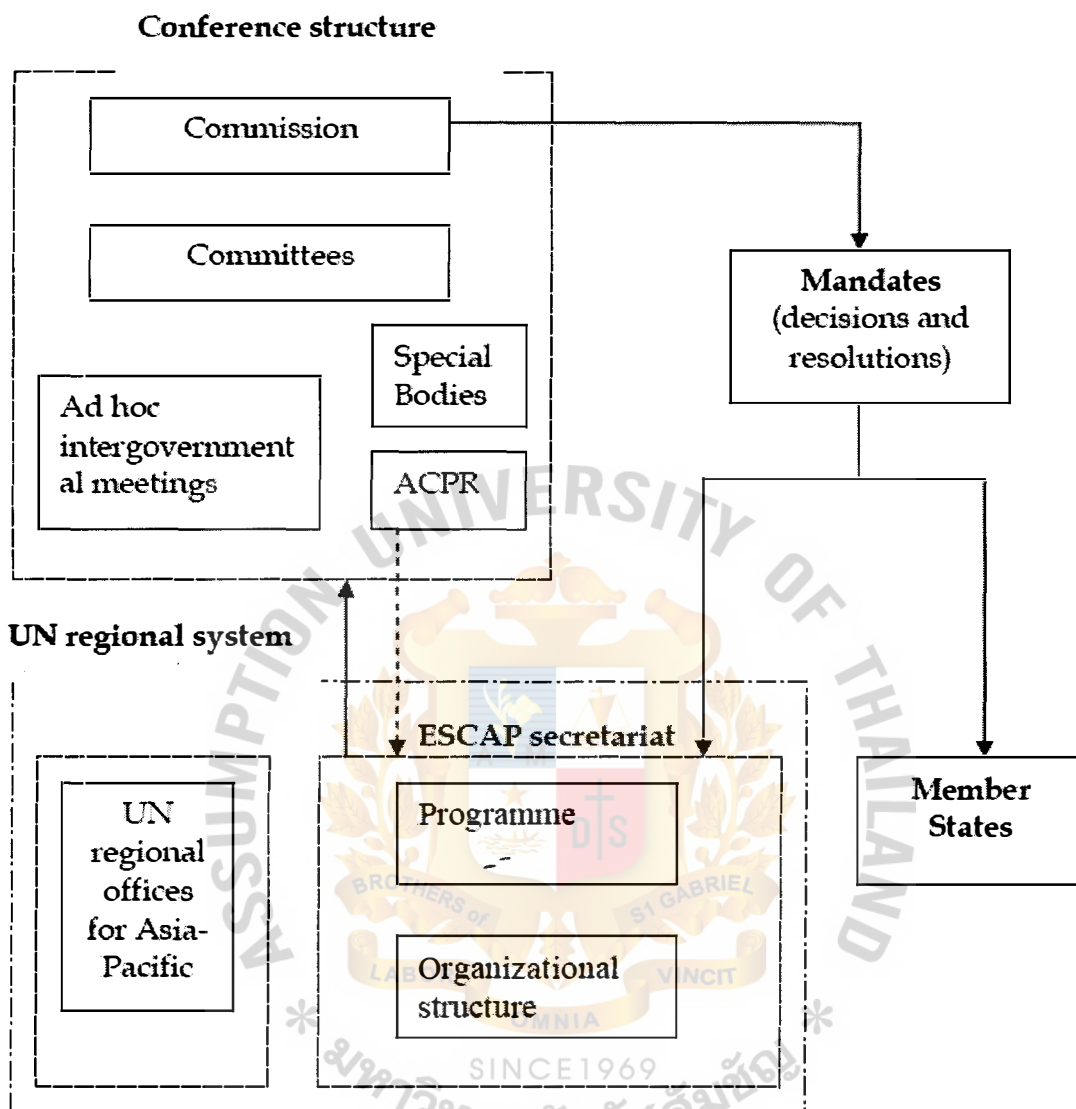 Conference structure
Commission
Committees
Special
Bodies
Ad hoc
intergovernment
al meetings
ACPR
Mandates
(decisions and
resolutions)
UN regional system
ESCAP secretariat
UN
regional
offices
for Asia-
Pacific
Programme
Organizational
structure
Member
States
ASSUMPTION UNIVERSITY OF THAILAND
D S
BROTHERS of
S1 GABRIEL
LABOR
VINCIT
OMNIA
SINCE1969